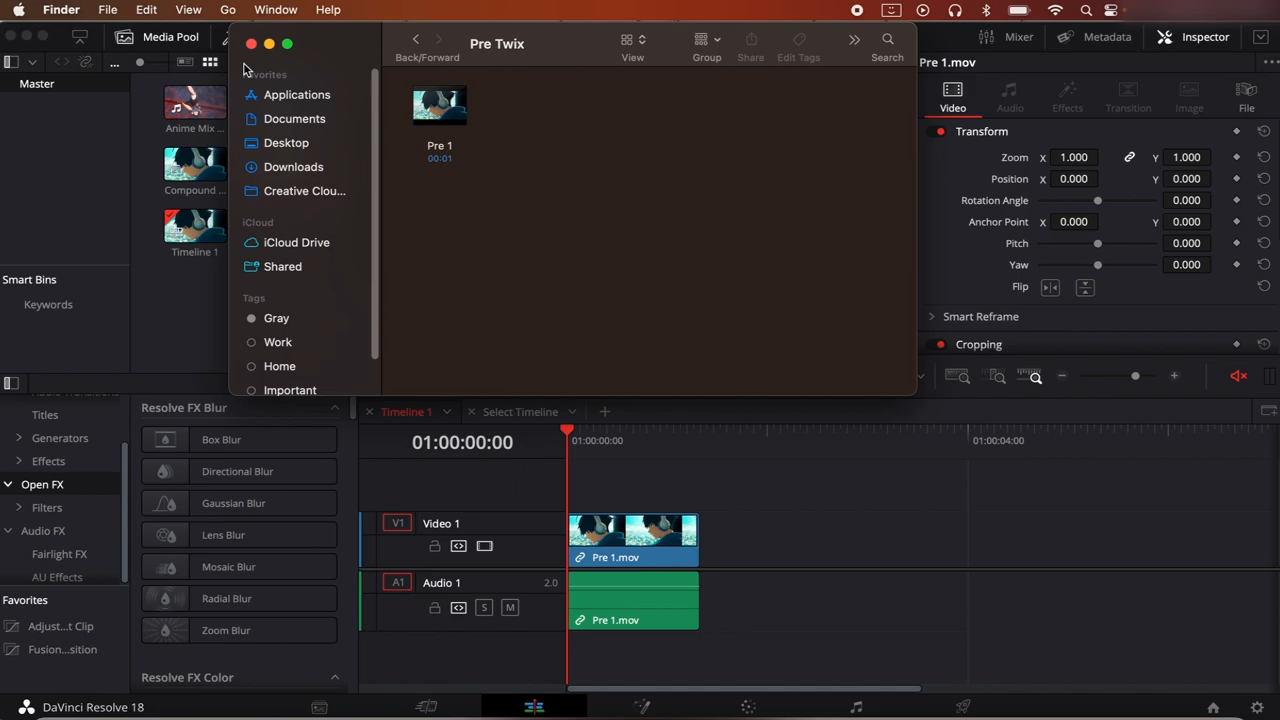 Finder File Edit View Go Window Help
Media Pool
Pre Twix
Back/Forward View Group Share Edit Tags Search
Mixer Metadata Inspector
Pre 1.mov
Master
Anime Mix ...
Compound ...
Timeline 1
Smart Bins
Keywords
Applications
Documents
Desktop
Downloads
Creative Clou...
iCloud
iCloud Drive
Shared
Tags
Gray
Work
Home
Important
Pre 1
00:01
Video Audio Effects Transition Image File
Transform
Zoom X 1.000 Y 1.000
Position X 0.000 Y 0.000
Rotation Angle 0.000
Anchor Point X 0.000 Y 0.000
Pitch 0.000
Yaw 0.000
Flip
Smart Reframe
Cropping
Titles
Generators
Effects
Open FX
Filters
Audio FX
Fairlight FX
AU Effects
Favorites
Adjust...t Clip
Fusion...sition
Resolve FX Blur
Box Blur
Directional Blur
Gaussian Blur
Lens Blur
Mosaic Blur
Radial Blur
Zoom Blur
Resolve FX Color
Timeline 1 Select Timeline
01:00:00:00 01:00:00:00 01:00:04:00
V1 Video 1
Pre 1.mov
A1 Audio 1 2.0
S M
Pre 1.mov
DaVinci Resolve 18